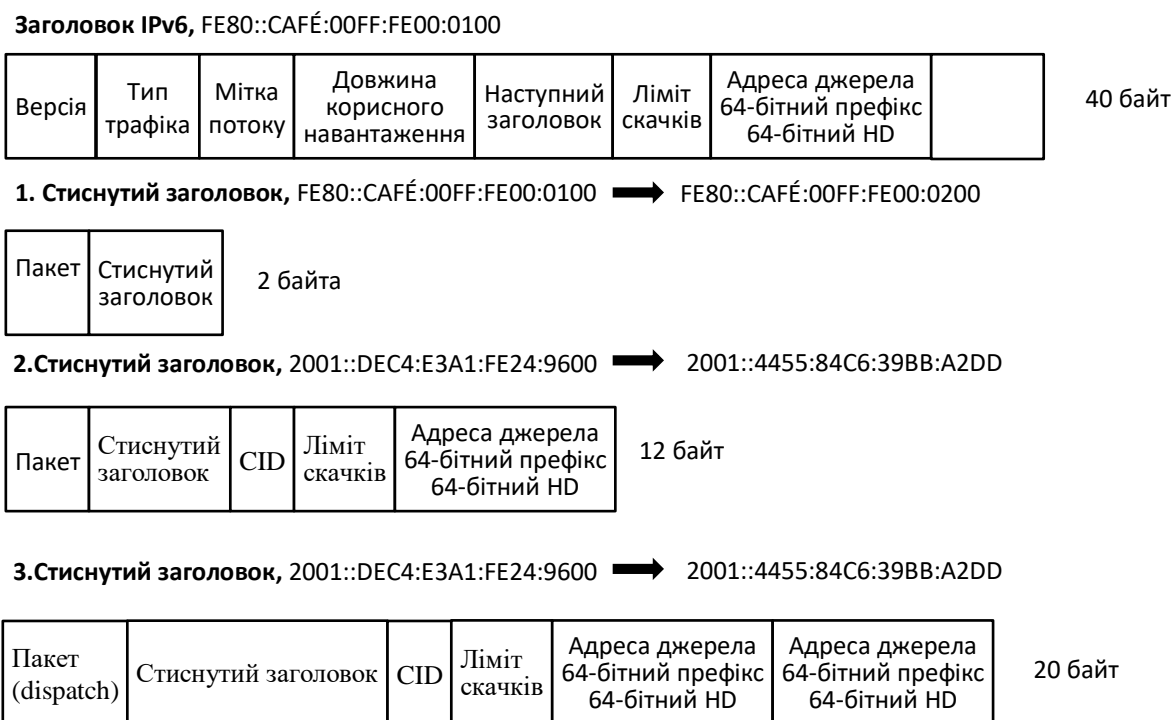 Заголовок IPv6, FE80::CAFÉ:00FF:FE00:0100
Версія
Тип
трафіка
Мітка
потоку
Довжина
корисного
навантаження
Наступний
заголовок
Ліміт
скачків
Адреса джерела
64-бітний префікс
64-бітний HD
40 байт
1. Стиснутий заголовок, FE80::CAFÉ:00FF:FE00:0100 FE80::CAFÉ:00FF:FE00:0200
Пакет
Стиснутий
заголовок
2 байта
2.Стиснутий заголовок, 2001::DEC4:E3A1:FE24:9600 2001::4455:84C6:39BB:A2DD
Пакет
Стиснутий
заголовок
CID
Ліміт
скачків
Адреса джерела
64-бітний префікс
64-бітний HD
12 байт
3.Стиснутий заголовок, 2001::DEC4:E3A1:FE24:9600 2001::4455:84C6:39BB:A2DD
Пакет
(dispatch)
Стиснутий заголовок
CID
Ліміт
скачків
Адреса джерела
64-бітний префікс
64-бітний HD
Адреса джерела
64-бітний префікс
64-бітний HD
20 байт